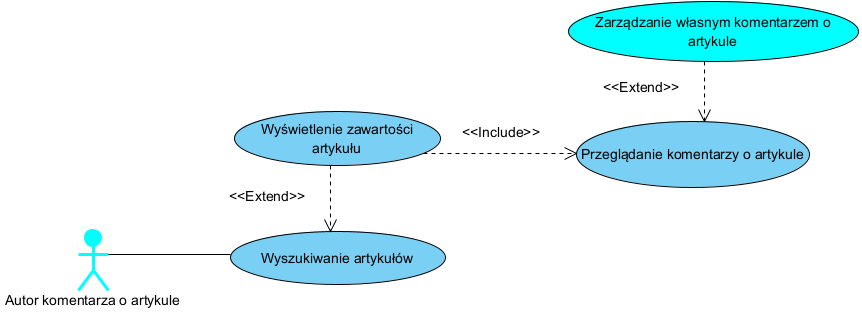 Zarządzanie własnym komentarzem o
artykule
<<Extend>>
Wyświetlenie zawartości
artykułu
<<Include>>
Przeglądanie komentarzy o artykule
<<Extend>>
Wyszukiwanie artykułów
Autor komentarza o artykule